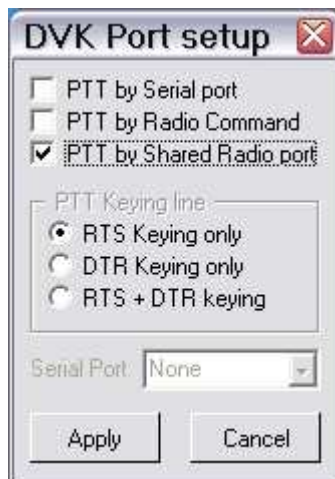 DVK Port setup
PTT by Serial port
PTT by Radio Command
PTT by Shared Radio port
PTT Keying line
RTS Keying only
DTR Keying only
RTS + DTR keying
Serial Port: None
Apply Cancel